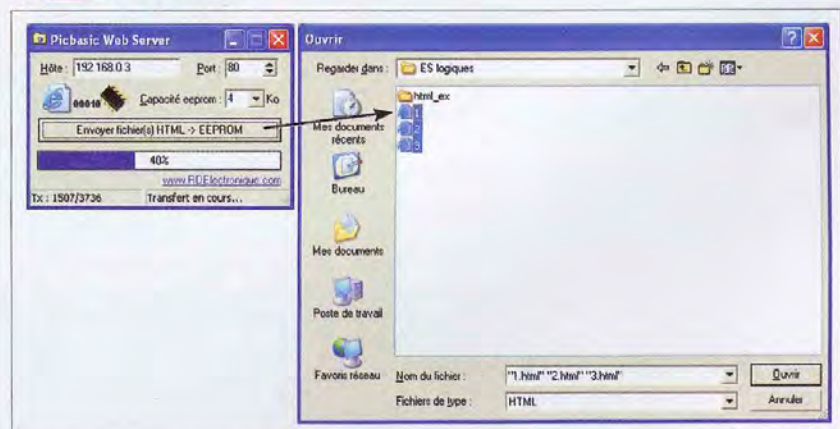 Picbasic Web Server
Hôte : 192.168.0.3 Port : 80
00010 Capacité eeprom : 4 Ko
Envoyer fichier(s) HTML -> EEPROM
40%
www.RDElectronique.com
Tx : 1507/3736 Transfert en cours...
Ouvrir
Regarder dans : ES logiques
html_ex
1
2
3
Mes documents récents
Bureau
Mes documents
Poste de travail
Favoris réseau
Nom du fichier : "1.html" "2.html" "3.html"
Ouvrir
Fichiers de type : HTML
Annuler